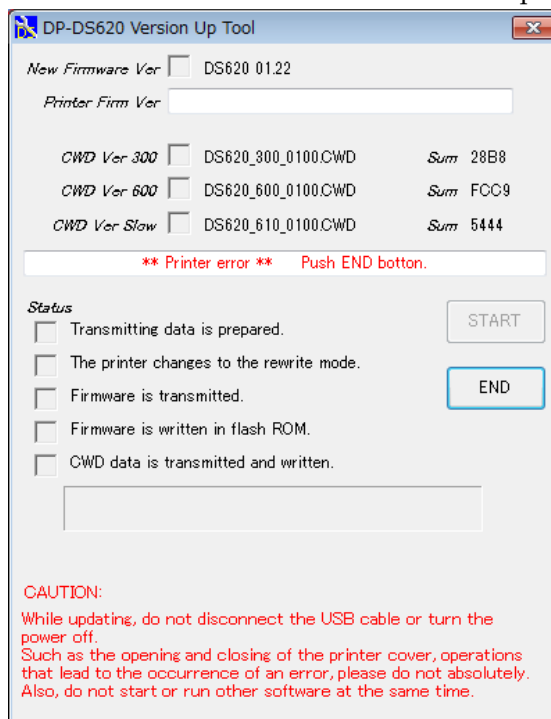 DP-DS620 Version Up Tool
New Firmware Ver DS620 01.22
Printer Firm Ver
CWD Ver 300 DS620_300_0100.CWD Sum 28B8
CWD Ver 600 DS620_600_0100.CWD Sum FCC9
CWD Ver Slow DS620_610_0100.CWD Sum 5444
** Printer error ** Push END botton.
Status
Transmitting data is prepared.
START
The printer changes to the rewrite mode.
END
Firmware is transmitted.
Firmware is written in flash ROM.
CWD data is transmitted and written.
CAUTION:
While updating, do not disconnect the USB cable or turn the
power off.
Such as the opening and closing of the printer cover, operations
that lead to the occurrence of an error, please do not absolutely.
Also, do not start or run other software at the same time.